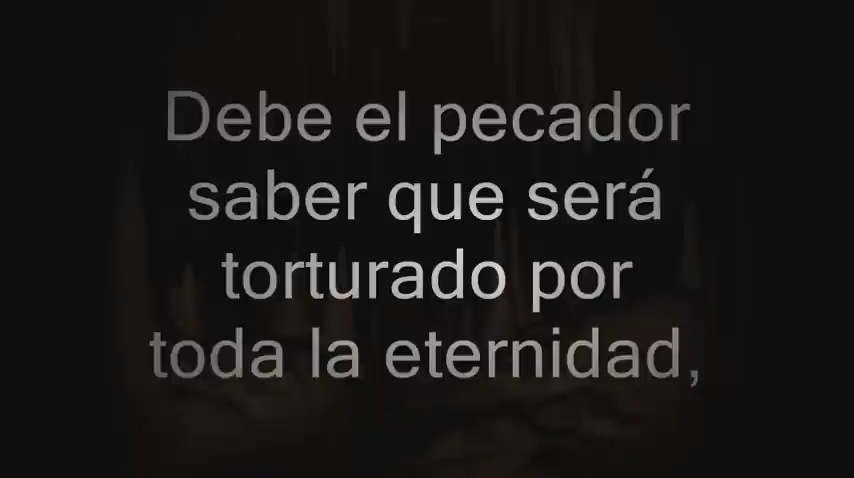 Debe el pecador
saber que será
torturado por
toda la eternidad,